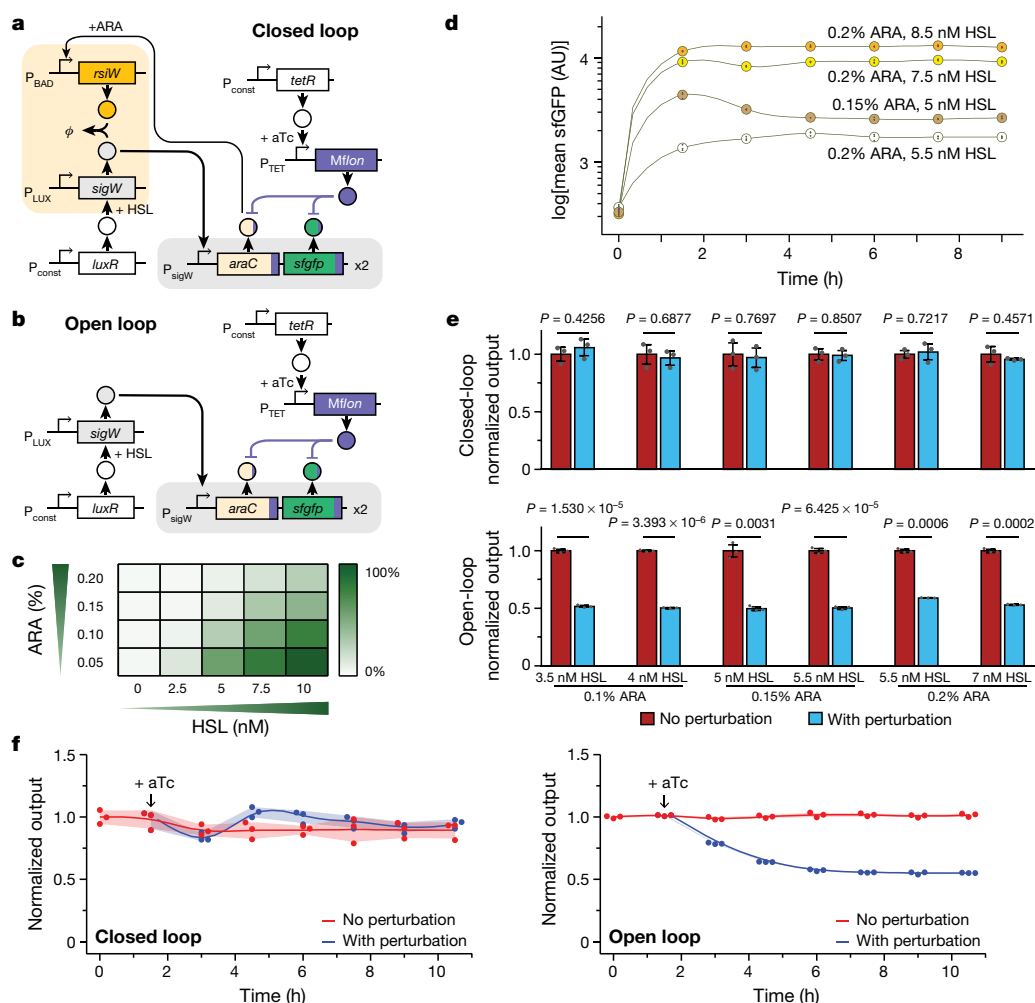 a
+ARA
Closed loop
P_BAD
rsiW
P_const
tetR
ϕ
+ aTc
P_TET
Mflon
P_LUX
sigW
+ HSL
P_const
luxR
P_sigW
araC
sfgfp
x2
b
Open loop
P_const
tetR
+ aTc
P_TET
Mflon
P_LUX
sigW
+ HSL
P_const
luxR
P_sigW
araC
sfgfp
x2
c
ARA (%)
0.20
0.15
0.10
0.05
0 2.5 5 7.5 10
HSL (nM)
100%
0%
d
log[mean sfGFP (AU)]
4
3
0.2% ARA, 8.5 nM HSL
0.2% ARA, 7.5 nM HSL
0.15% ARA, 5 nM HSL
0.2% ARA, 5.5 nM HSL
0 2 4 6 8
Time (h)
e
P = 0.4256 P = 0.6877 P = 0.7697 P = 0.8507 P = 0.7217 P = 0.4571
Closed-loop
normalized output
1.0
0.5
0
P = 1.530 × 10⁻⁵ P = 6.425 × 10⁻⁵
P = 3.393 × 10⁻⁶ P = 0.0031 P = 0.0006 P = 0.0002
Open-loop
normalized output
1.0
0.5
0
3.5 nM HSL 4 nM HSL 5 nM HSL 5.5 nM HSL 5.5 nM HSL 7 nM HSL
0.1% ARA 0.15% ARA 0.2% ARA
No perturbation With perturbation
f
Normalized output
1.5
1.0
0.5
0
+ aTc
No perturbation
With perturbation
Closed loop
0 2 4 6 8 10
Time (h)
Normalized output
1.5
1.0
0.5
0
+ aTc
No perturbation
With perturbation
Open loop
0 2 4 6 8 10
Time (h)